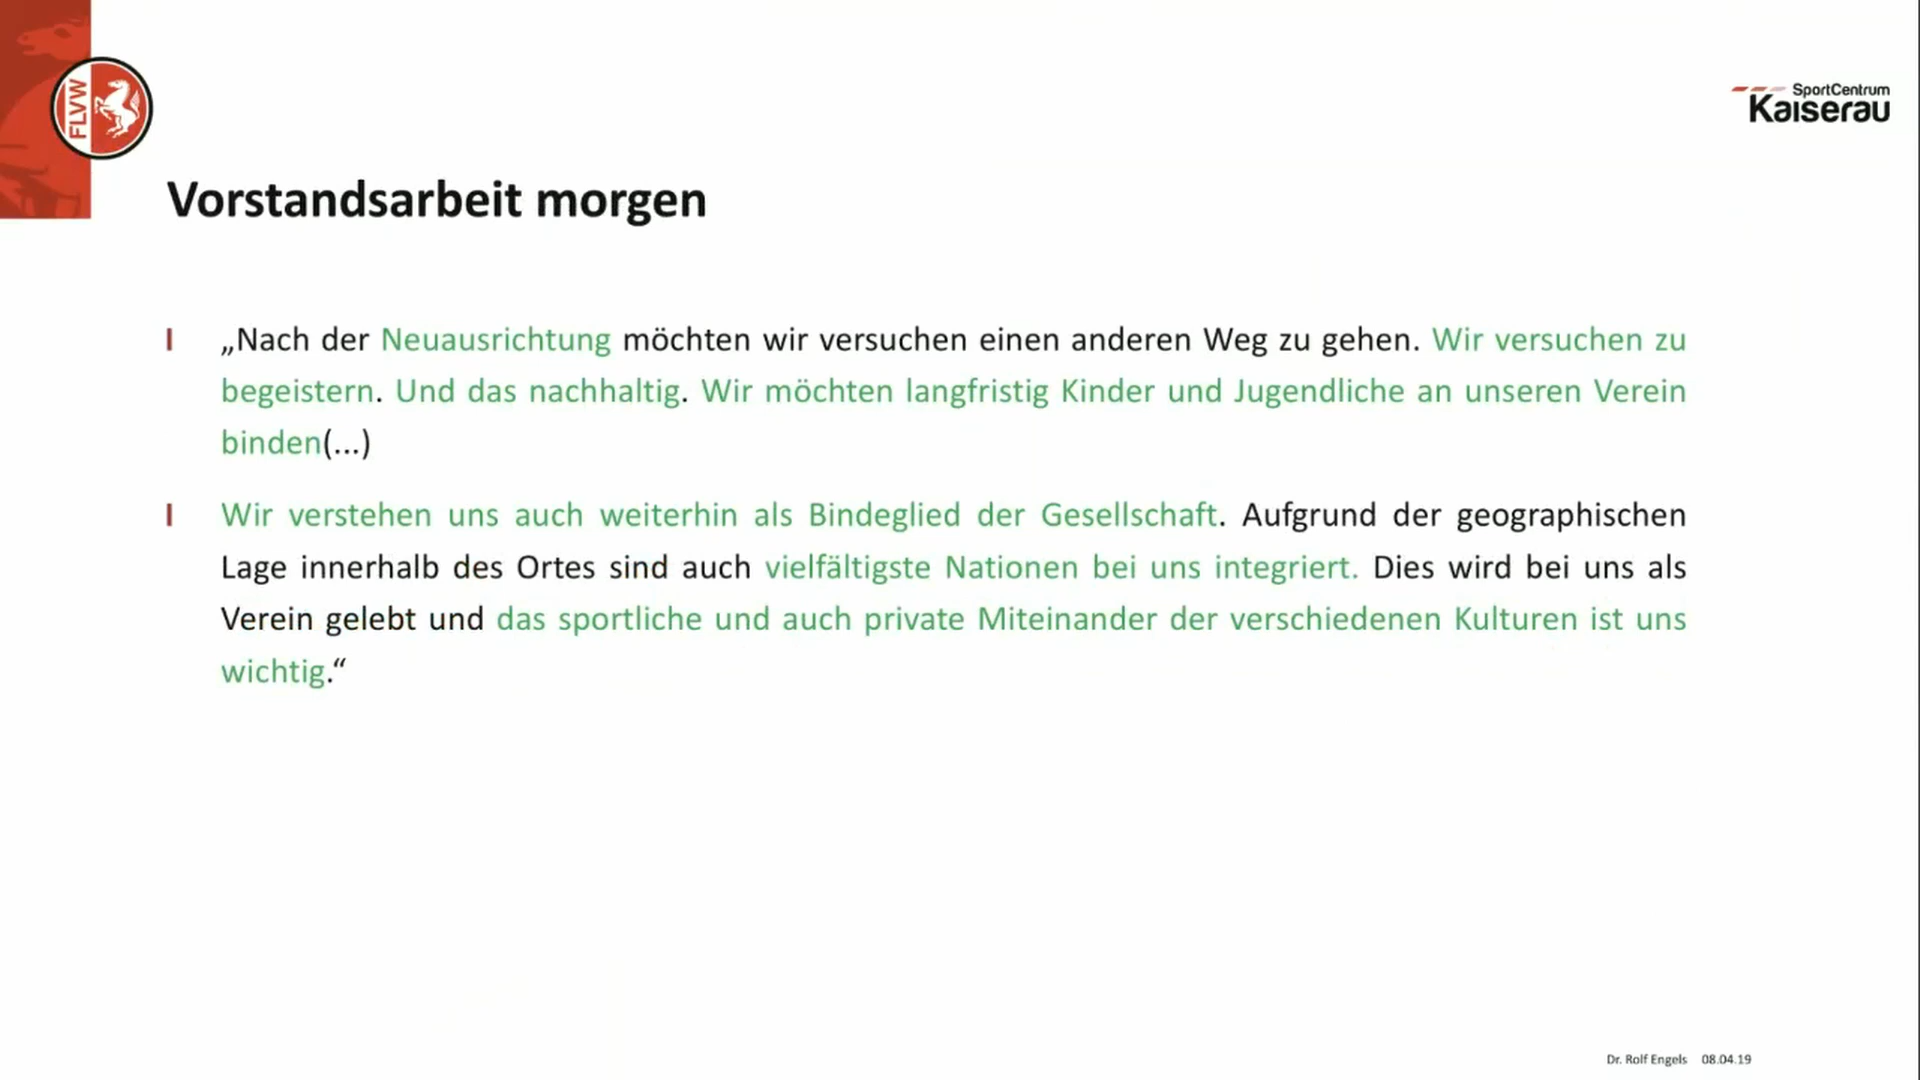 FLVW
SportCentrum
Kaiserau
Vorstandsarbeit morgen
„Nach der Neuausrichtung möchten wir versuchen einen anderen Weg zu gehen. Wir versuchen zu
begeistern. Und das nachhaltig. Wir möchten langfristig Kinder und Jugendliche an unseren Verein
binden(...)
Wir verstehen uns auch weiterhin als Bindeglied der Gesellschaft. Aufgrund der geographischen
Lage innerhalb des Ortes sind auch vielfältigste Nationen bei uns integriert. Dies wird bei uns als
Verein gelebt und das sportliche und auch private Miteinander der verschiedenen Kulturen ist uns
wichtig.“
Dr. Rolf Engels 08.04.19